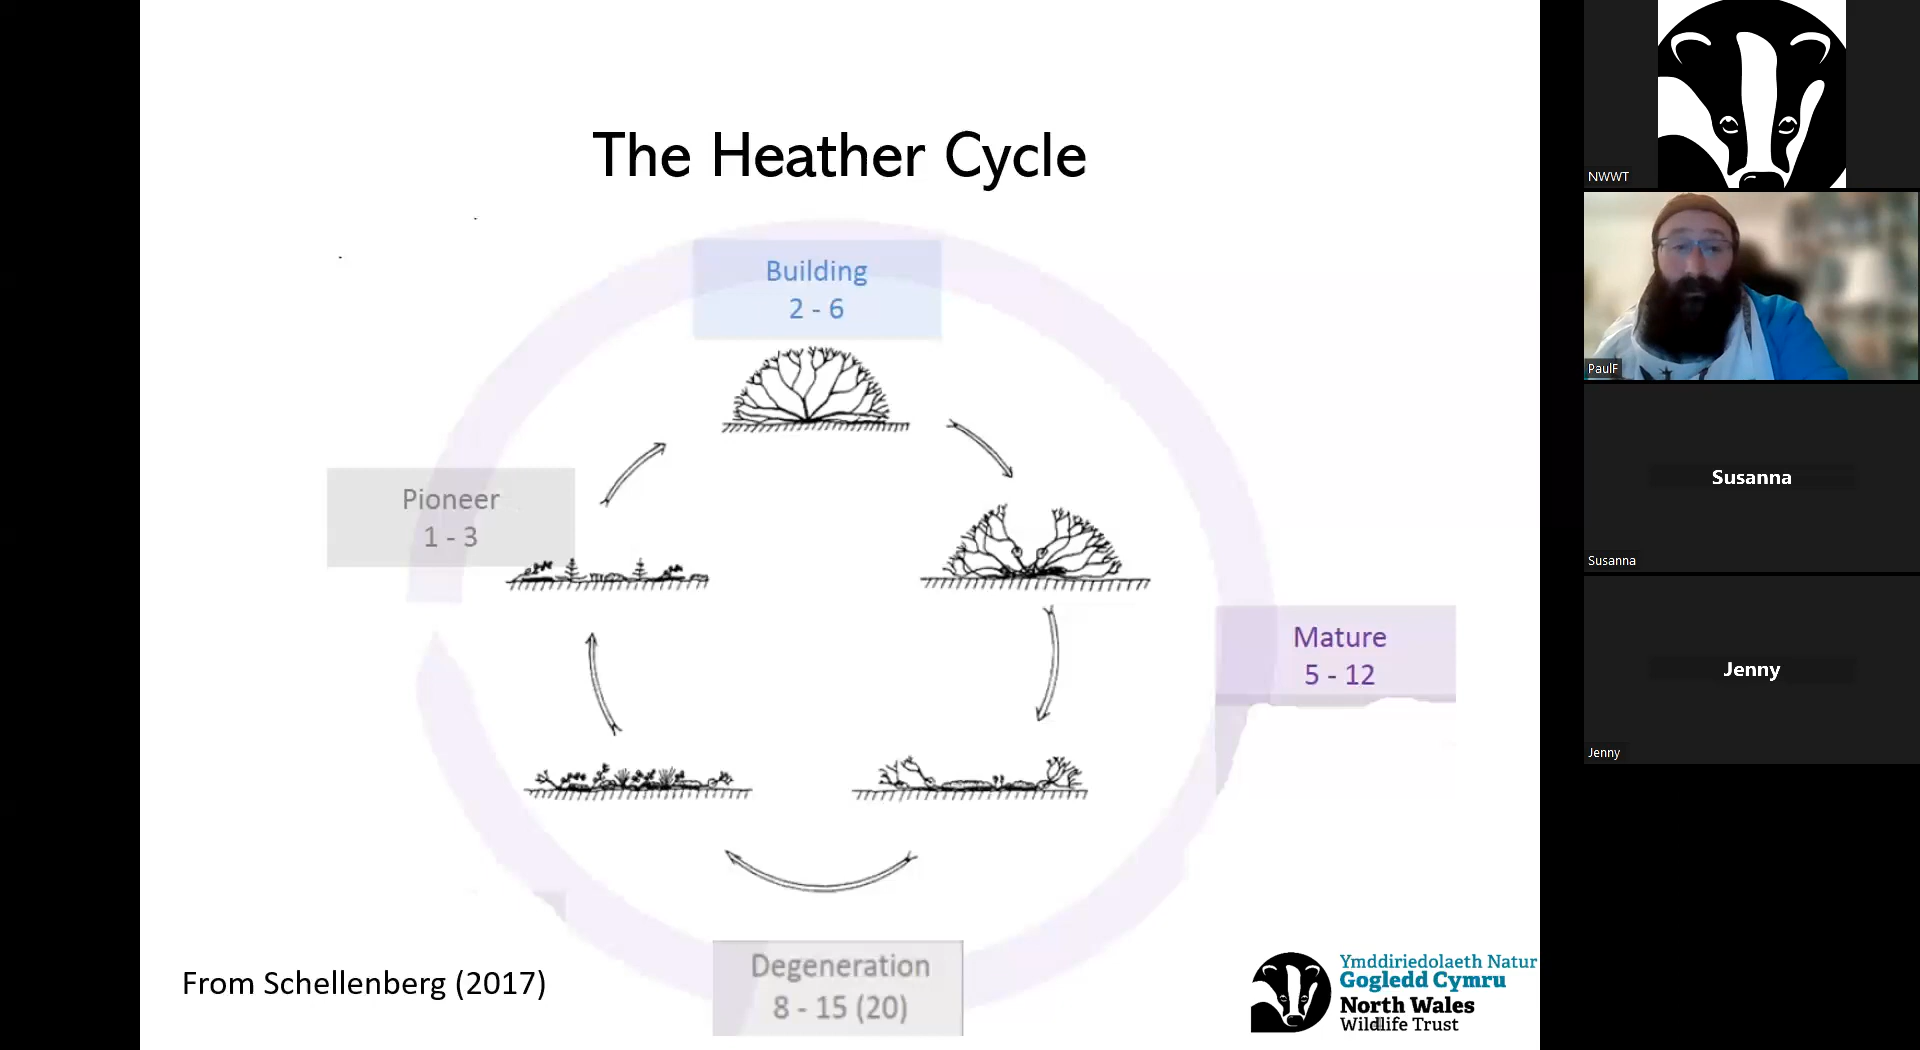 The Heather Cycle
Building
2 - 6
Pioneer
1 - 3
Mature
5 - 12
Degeneration
8 - 15 (20)
From Schellenberg (2017)
Ymddiriedolaeth Natur
Gogledd Cymru
North Wales
Wildlife Trust
NWWT
PaulF
Susanna
Susanna
Jenny
Jenny